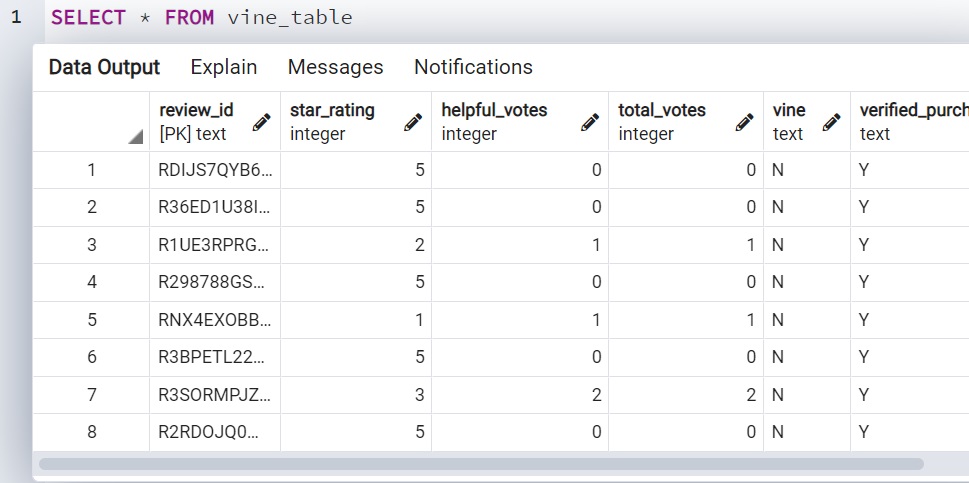 1 SELECT * FROM vine_table
Data Output Explain Messages Notifications
review_id star_rating helpful_votes total_votes vine verified_purch
[PK] text integer integer integer text text
1 RDIJS7QYB6... 5 0 0 N Y
2 R36ED1U38I... 5 0 0 N Y
3 R1UE3RPRG... 2 1 1 N Y
4 R298788GS... 5 0 0 N Y
5 RNX4EXOBB... 1 1 1 N Y
6 R3BPETL22... 5 0 0 N Y
7 R3SORMPJZ... 3 2 2 N Y
8 R2RDOJQ0... 5 0 0 N Y